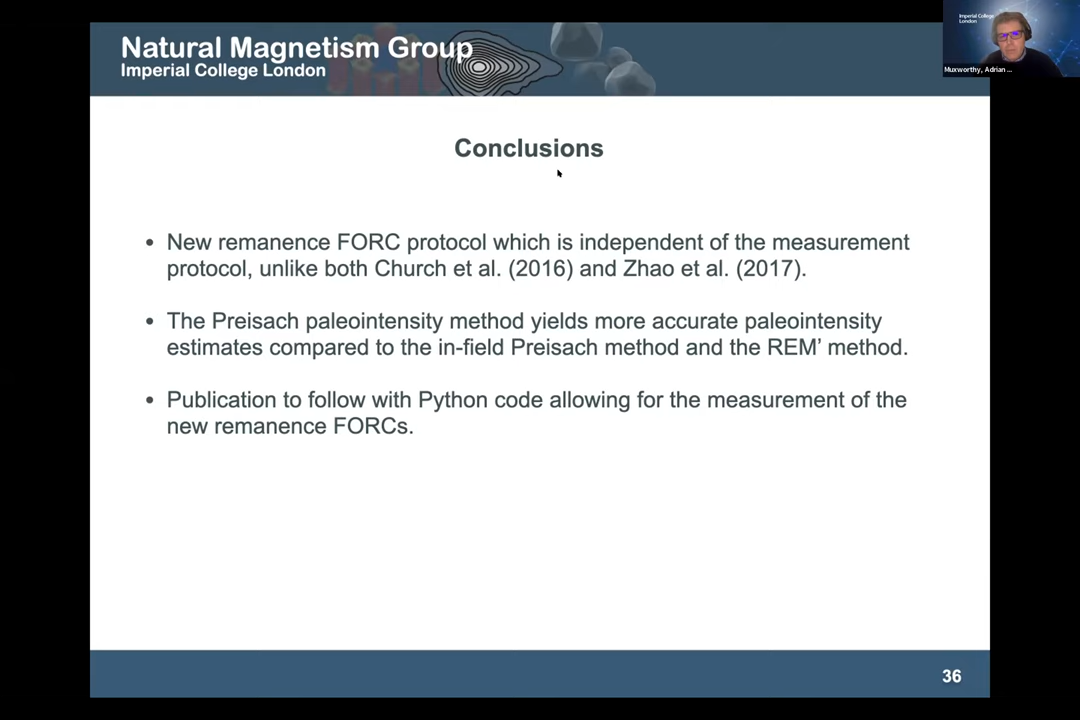 Natural Magnetism Group
Imperial College London
Imperial College
London
Muxworthy, Adrian ...
Conclusions
• New remanence FORC protocol which is independent of the measurement
protocol, unlike both Church et al. (2016) and Zhao et al. (2017).
• The Preisach paleointensity method yields more accurate paleointensity
estimates compared to the in-field Preisach method and the REM’ method.
• Publication to follow with Python code allowing for the measurement of the
new remanence FORCs.
36